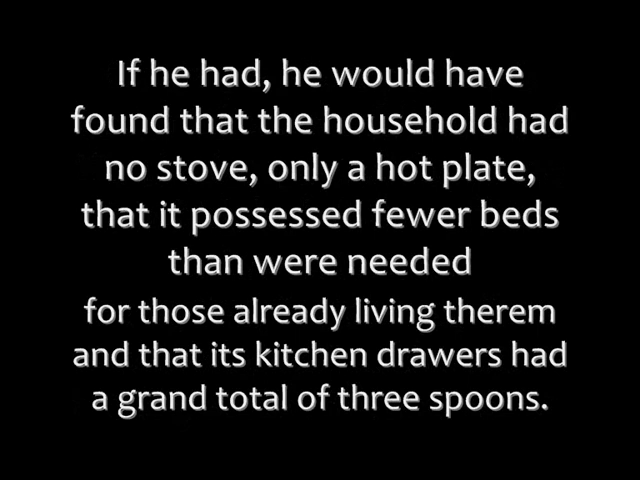 If he had, he would have
found that the household had
no stove, only a hot plate,
that it possessed fewer beds
than were needed
for those already living therem
and that its kitchen drawers had
a grand total of three spoons.